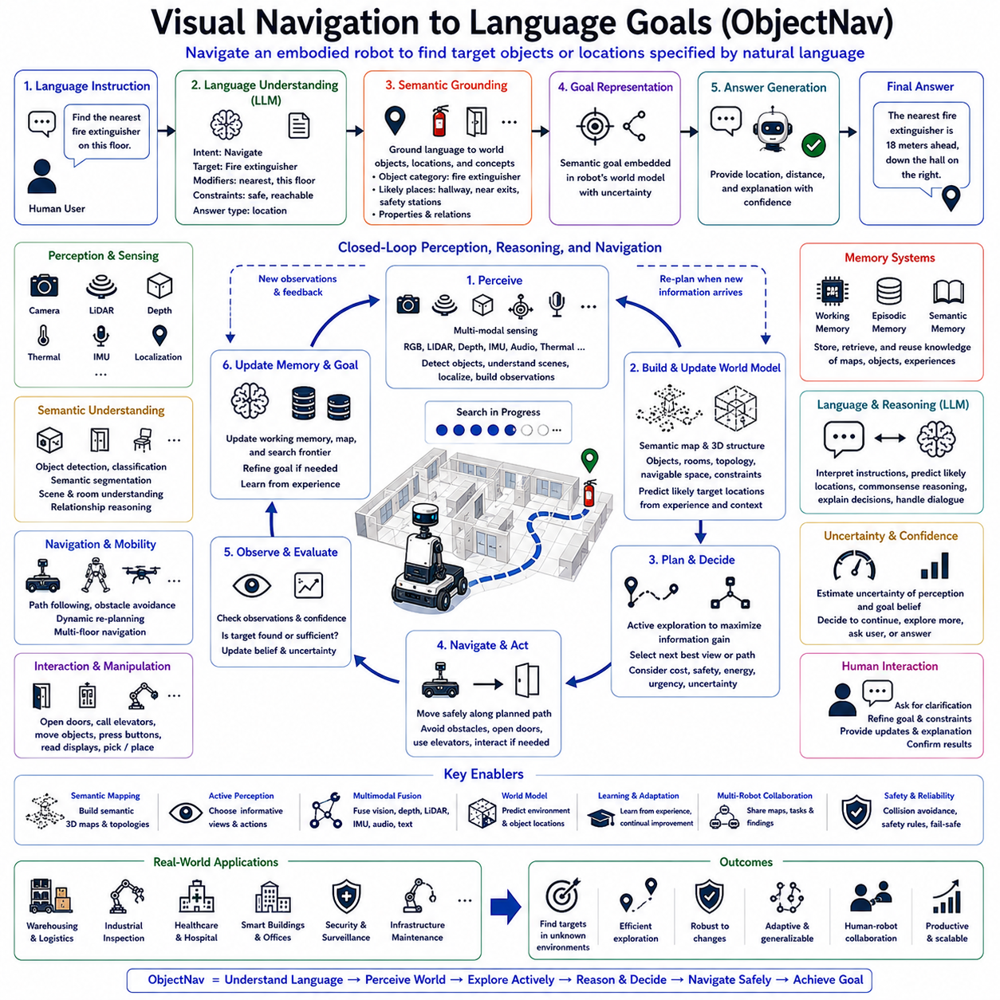 Visual Navigation to Language Goals (ObjectNav)
Navigate an embodied robot to find target objects or locations specified by natural language
1. Language Instruction
Find the nearest
fire extinguisher
on this floor.
Human User
2. Language Understanding
(LLM)
Intent: Navigate
Target: Fire extinguisher
Modifiers: nearest, this floor
Constraints: safe, reachable
Answer type: location
3. Semantic Grounding
...
Ground language to world
objects, locations, and concepts
• Object category: fire extinguisher
• Likely places: hallway, near exits,
safety stations
• Properties & relations
4. Goal Representation
Semantic goal embedded
in robot's world model
with uncertainty
5. Answer Generation
Provide location, distance,
and explanation with
confidence
Final Answer
The nearest fire
extinguisher is
18 meters ahead,
down the hall on
the right.
Perception & Sensing
Camera
LiDAR
Depth
Thermal
IMU
Localization
...
Semantic Understanding
...
Object detection, classification
Semantic segmentation
Scene & room understanding
Relationship reasoning
Navigation & Mobility
...
Path following, obstacle avoidance
Dynamic re-planning
Multi-floor navigation
Interaction & Manipulation
...
Open doors, call elevators,
move objects, press buttons,
read displays, pick / place
Closed-Loop Perception, Reasoning, and Navigation
New observations
& feedback
Re-plan when new
information arrives
1. Perceive
...
Multi-modal sensing
RGB, LIDAR, Depth, IMU, Audio, Thermal ...
Detect objects, understand scenes,
localize, build observations
2. Build & Update World Model
Semantic map & 3D structure
Objects, rooms, topology,
navigable space, constraints
Predict likely target locations
from experience and context
3. Plan & Decide
Active exploration to maximize
information gain
Select next best view or path
Consider cost, safety, energy,
urgency, uncertainty
4. Navigate & Act
Move safely along planned path
Avoid obstacles, open doors,
use elevators, interact if needed
5. Observe & Evaluate
Check observations & confidence
Is target found or sufficient?
Update belief & uncertainty
6. Update Memory & Goal
Update working memory, map,
and search frontier
Refine goal if needed
Learn from experience
Search in Progress
...
Memory Systems
Working
Memory
Episodic
Memory
Semantic
Memory
Store, retrieve, and reuse knowledge
of maps, objects, experiences
Language & Reasoning (LLM)
Interpret instructions, predict likely
locations, commonsense reasoning,
explain decisions, handle dialogue
Uncertainty & Confidence
Estimate uncertainty of perception
and goal belief
Decide to continue, explore more,
ask user, or answer
Human Interaction
Ask for clarification
Refine goal & constraints
Provide updates & explanation
Confirm results
Key Enablers
Semantic Mapping
Build semantic
3D maps & topologies
Active Perception
Choose informative
views & actions
Multimodal Fusion
Fuse vision, depth, LiDAR,
IMU, audio, text
World Model
Predict environment
& object locations
Learning & Adaptation
Learn from experience,
continual improvement
Multi-Robot Collaboration
Share maps, tasks &
findings
Safety & Reliability
Collision avoidance,
safety rules, fail-safe
Real-World Applications
Warehousing
& Logistics
Industrial
Inspection
Healthcare
& Hospital
Smart Buildings
& Offices
Security &
Surveillance
Infrastructure
Maintenance
...
Outcomes
Find targets
in unknown
environments
Efficient
exploration
Robust to
changes
Adaptive &
generalizable
Human-robot
collaboration
Productive
& scalable
ObjectNav = Understand Language → Perceive World → Explore Actively → Reason & Decide → Navigate Safely → Achieve Goal